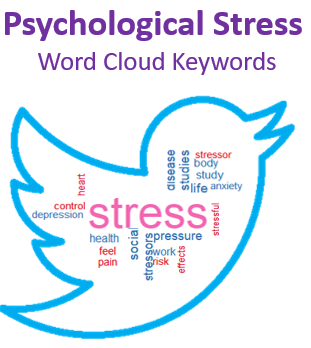 Psychological Stress
Word Cloud Keywords
disease
studies
stressor
body
study
life
anxiety
heart
control
depression
stress
stressful
health
feel
pain
social
stressors
pressure
work
risk
effects